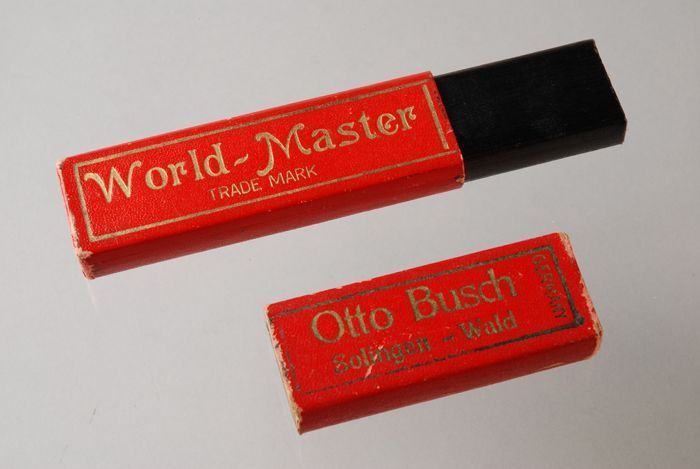 World-Master
TRADE MARK
Otto Busch
Solingen - Wald
GERMANY